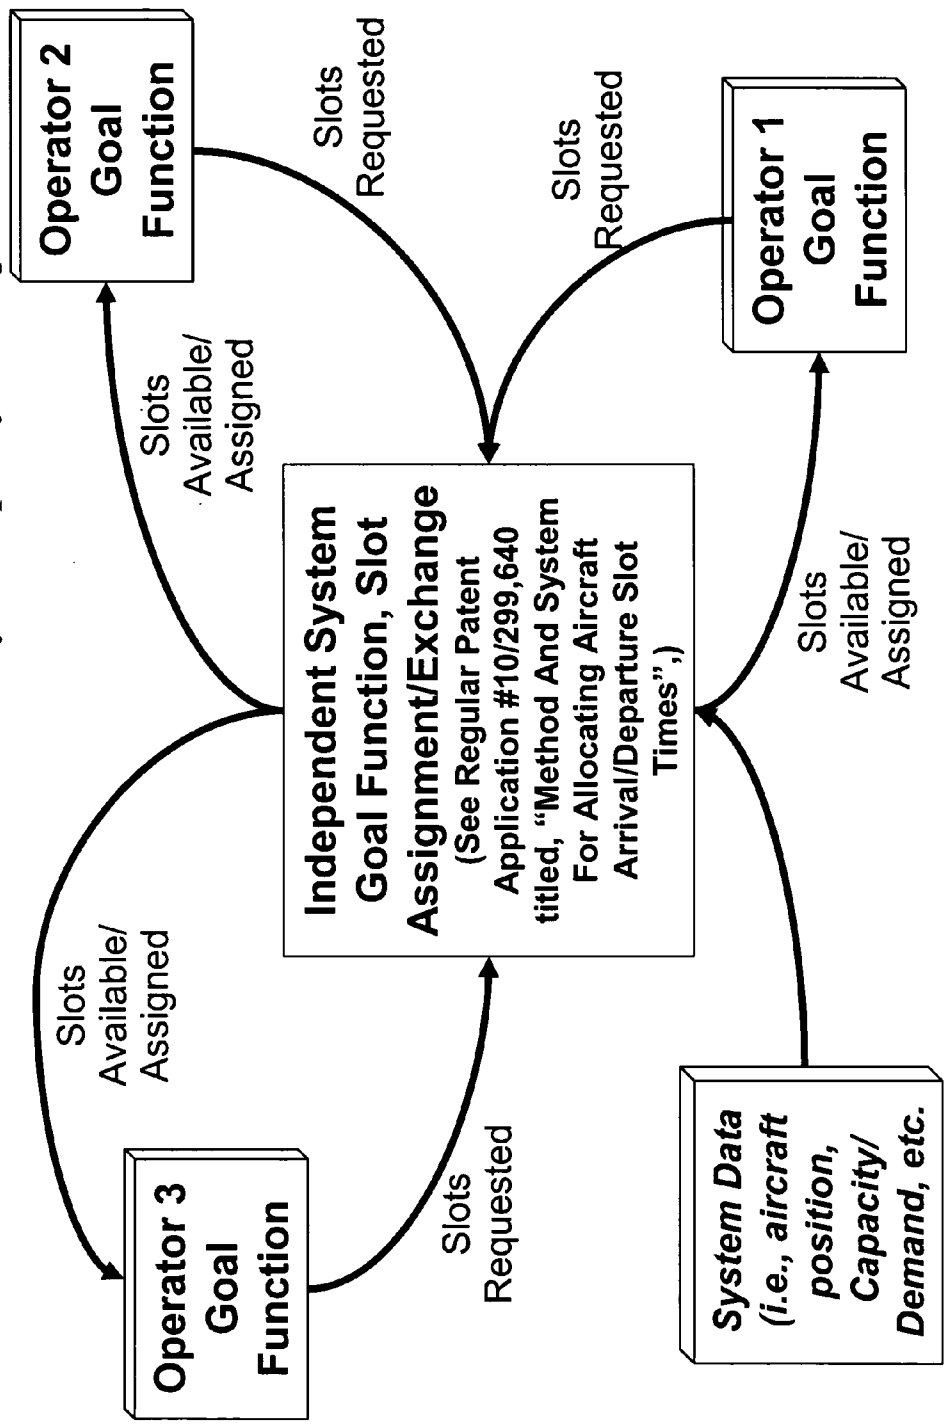 Operator 3
Goal
Function
Slots
Available/
Assigned
Slots
Requested
System Data
(i.e., aircraft
position,
Capacity/
Demand, etc.
Independent System
Goal Function, Slot
Assignment/Exchange
(See Regular Patent
Application #10/299,640
titled, “Method And System
For Allocating Aircraft
Arrival/Departure Slot
Times”,)
Slots
Available/
Assigned
Slots
Available/
Assigned
Operator 2
Goal
Function
Slots
Requested
Slots
Requested
Operator 1
Goal
Function